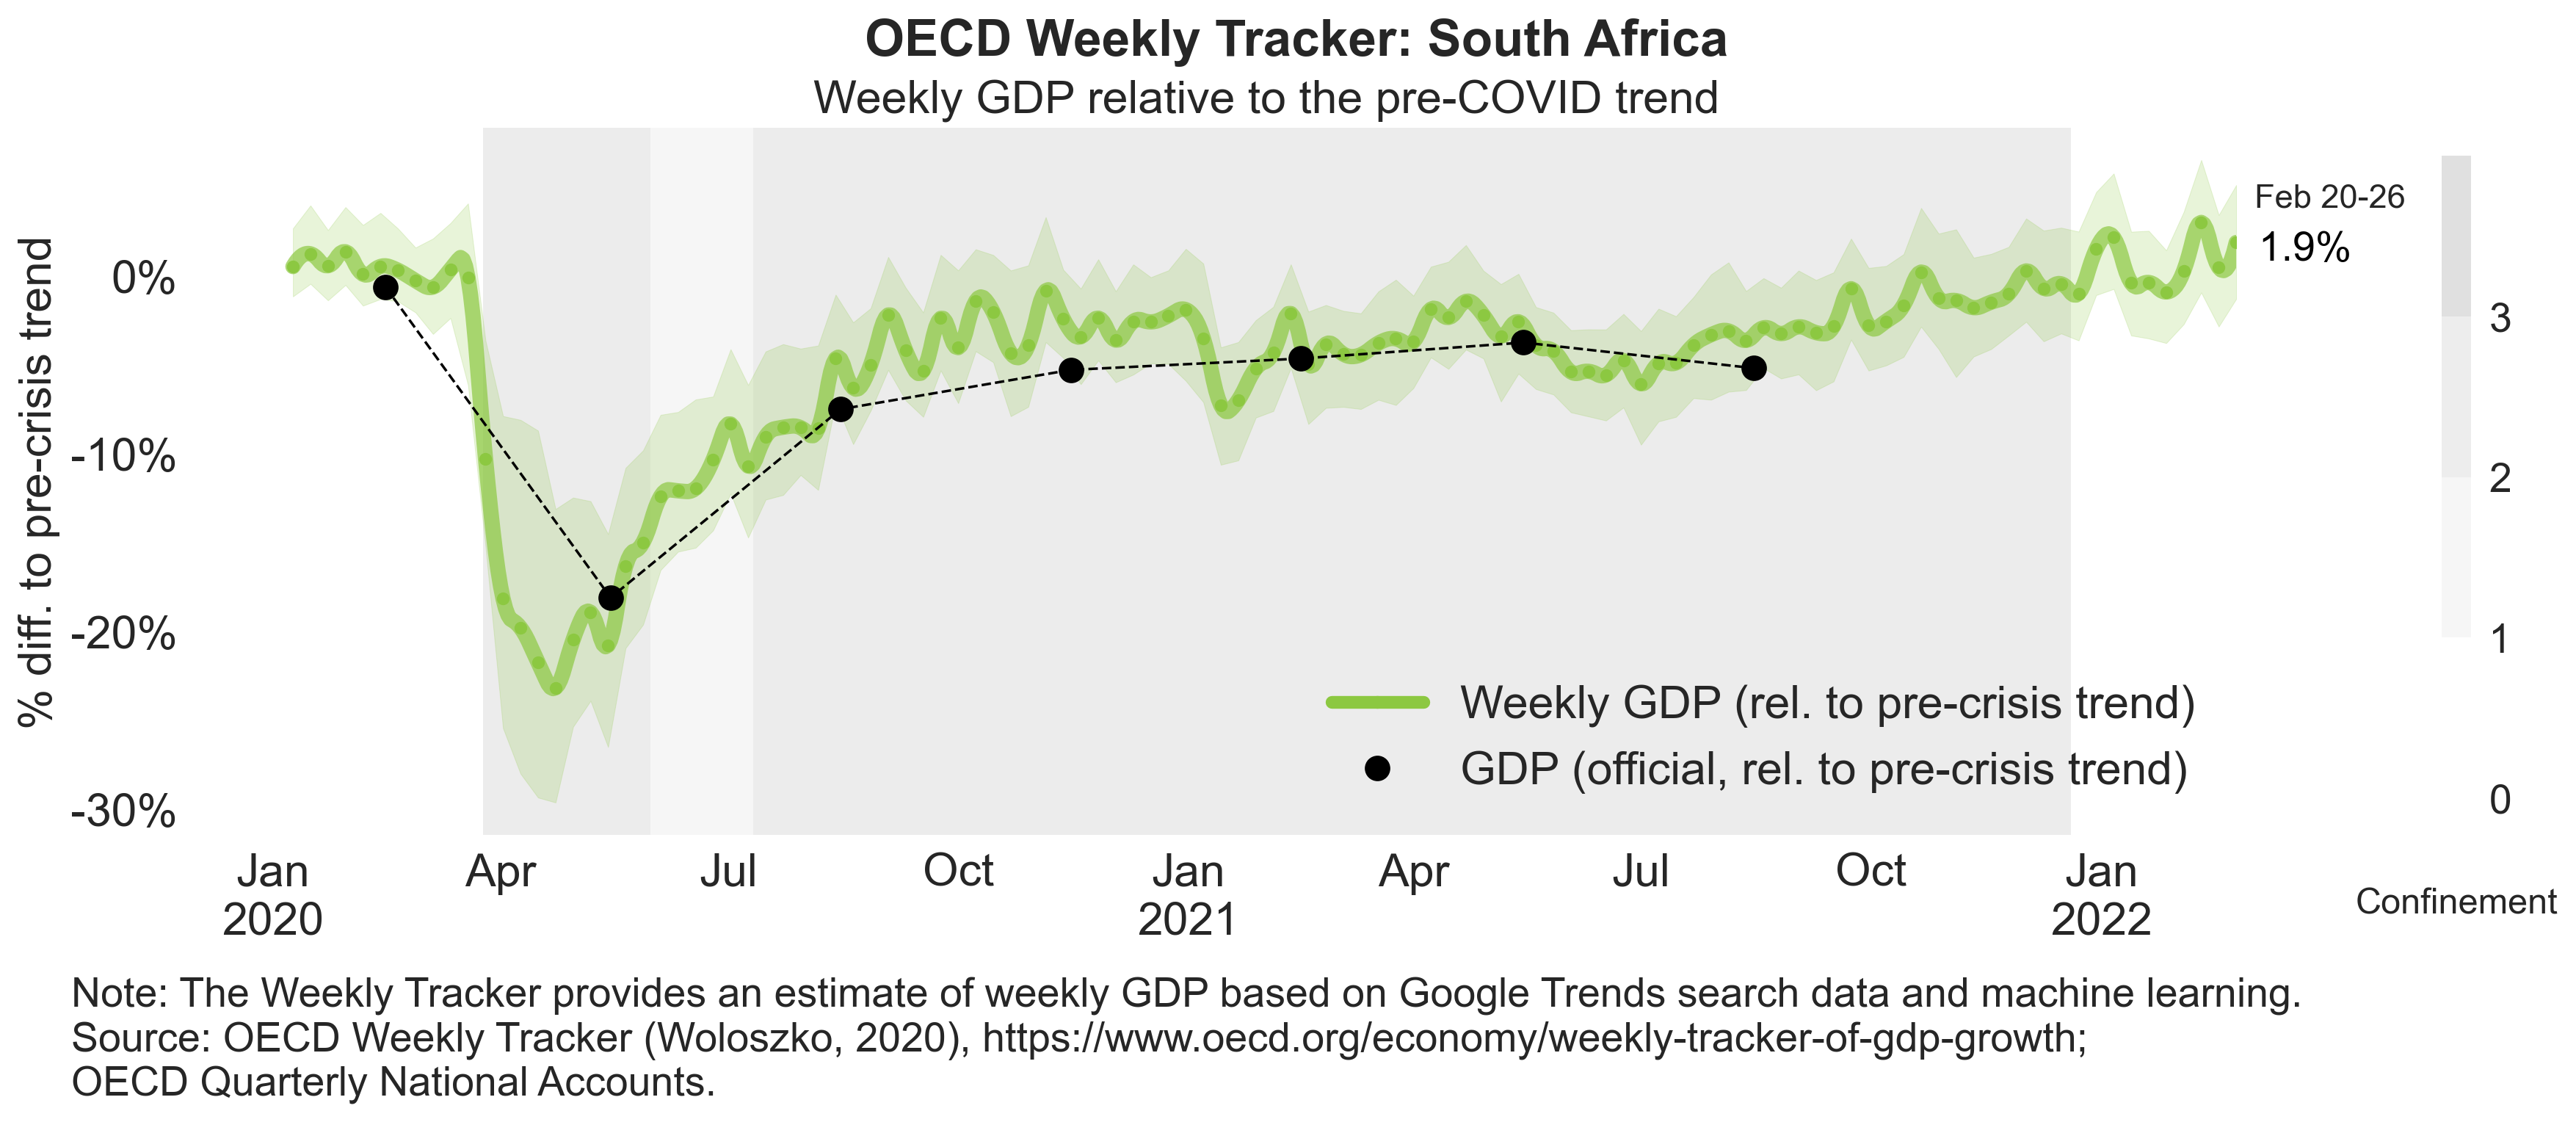 OECD Weekly Tracker: South Africa
Weekly GDP relative to the pre-COVID trend
% diff. to pre-crisis trend
0%
-10%
-20%
-30%
Feb 20-26
1.9%
Weekly GDP (rel. to pre-crisis trend)
GDP (official, rel. to pre-crisis trend)
3
2
1
0
Confinement
Jan Apr Jul Oct Jan Apr Jul Oct Jan
2020 2021 2022
Note: The Weekly Tracker provides an estimate of weekly GDP based on Google Trends search data and machine learning.
Source: OECD Weekly Tracker (Woloszko, 2020), https://www.oecd.org/economy/weekly-tracker-of-gdp-growth;
OECD Quarterly National Accounts.